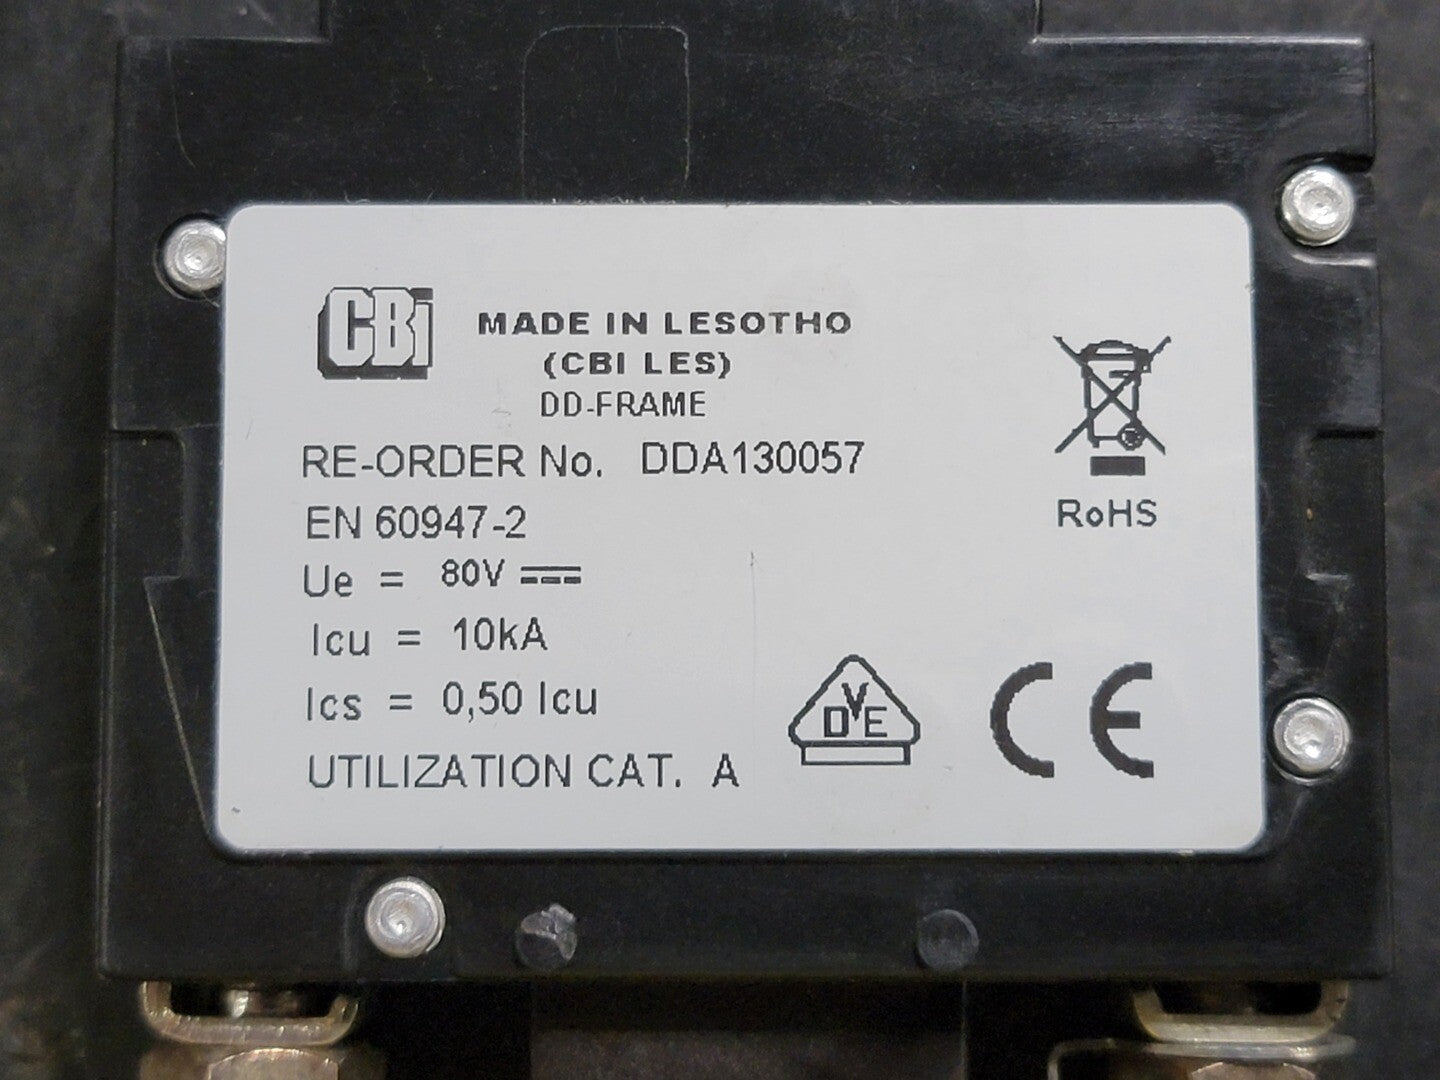 CBi
MADE IN LESOTHO
(CBI LES)
DD-FRAME
RE-ORDER No. DDA130057
EN 60947-2
Ue = 80V
Icu = 10kA
Ics = 0,50 Icu
UTILIZATION CAT. A
RoHS
DVE
CE